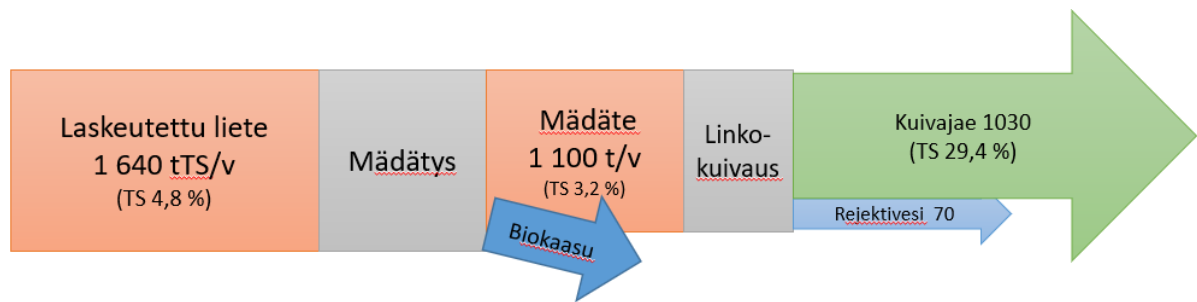 Laskeutettu liete
1 640 tTS/v
(TS 4,8 %)
Mädätys
Mädäte
1 100 t/v
(TS 3,2 %)
Biokaasu
Linko-
kuivaus
Kuivajae 1030
(TS 29,4 %)
Rejektivesi 70